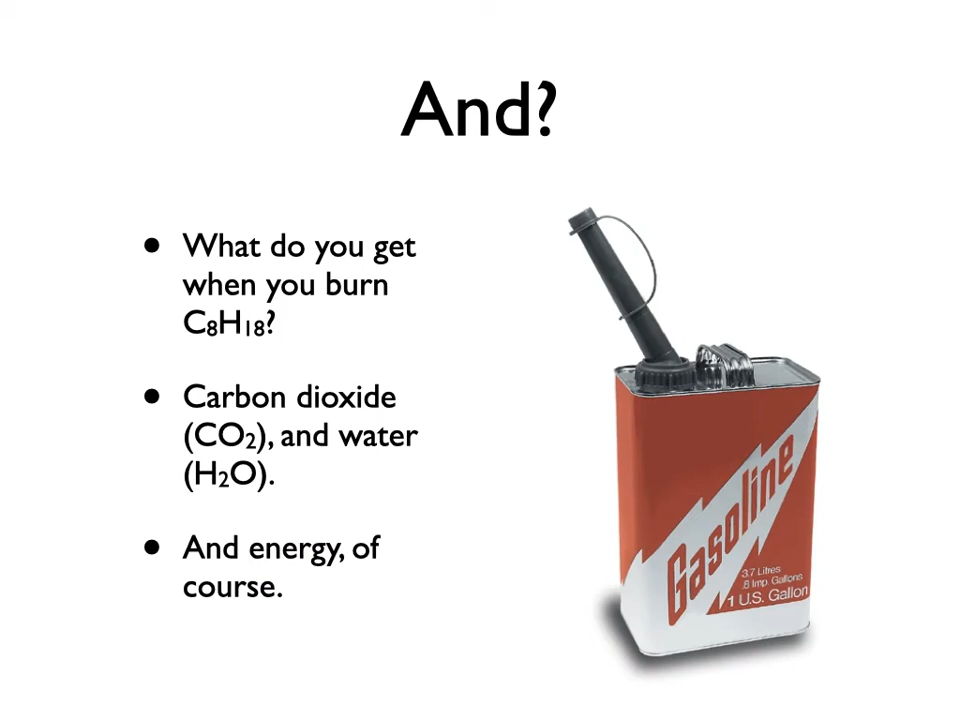 And?
• What do you get
when you burn
C₈H₁₈?
• Carbon dioxide
(CO₂), and water
(H₂O).
• And energy, of
course.
Gasoline
3.7 Litres
.8 Imp. Gallons
1 U.S. Gallon